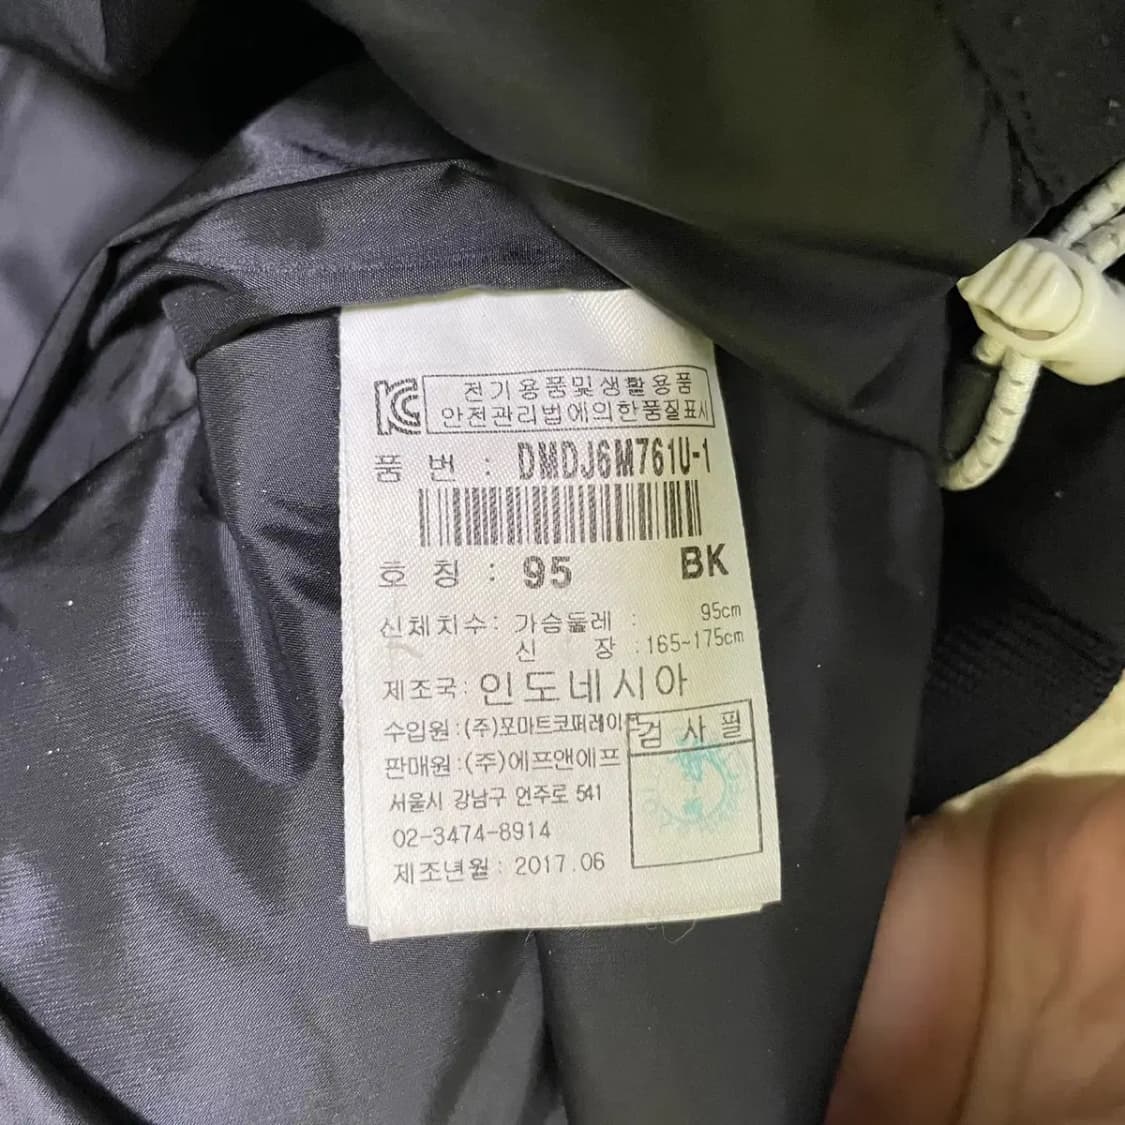 KC 전기용품및생활용품
안전관리법에의한품질표시
품 번 : DMDJ6M761U-1
호 칭 : 95 BK
신체치수: 가슴둘레 : 95cm
신 장 :165~175cm
제조국: 인도네시아
수입원:(주)포마트코퍼레이션
판매원:(주)에프앤에프
검 사 필
서울시 강남구 언주로 541
02-3474-8914
제조년월: 2017.06